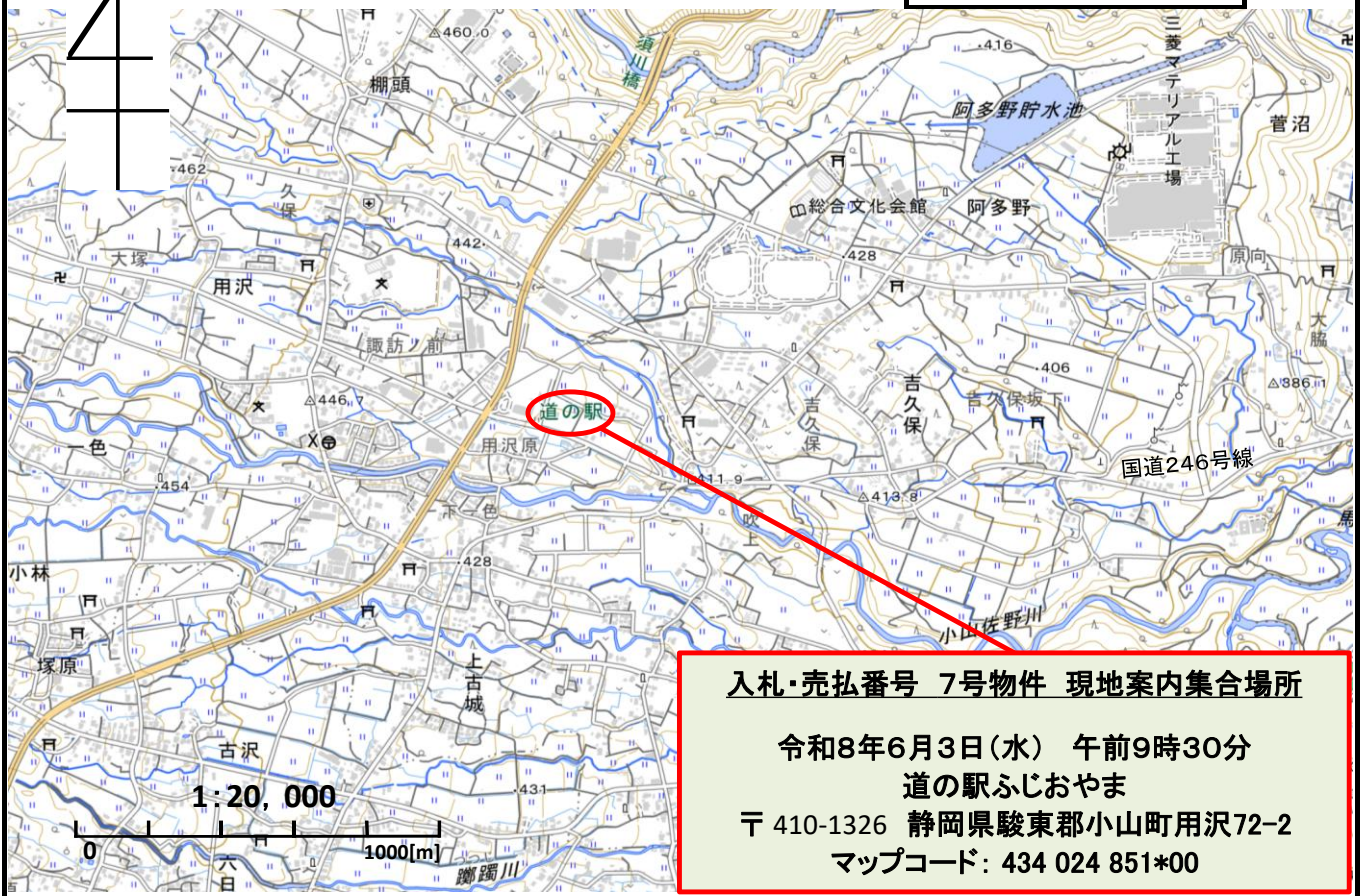 460.0
須川橋
416
三菱マテリアル工場
棚頭
阿多野貯水池
菅沼
462
久保
総合文化会館
阿多野
442
428
原向
大塚
用沢
大脇
諏訪ノ前
406
吉久保
吉久保
吉久保坂下
386.1
446.7
道の駅
用沢原
一色
国道246号線
411.9
454
413.8
下一色
吹上
馬
小林
428
小山佐野川
塚原
上古城
入札・売払番号 7号物件 現地案内集合場所
令和8年6月3日(水) 午前9時30分
道の駅ふじおやま
〒410-1326 静岡県駿東郡小山町用沢72-2
マップコード: 434 024 851*00
古沢
1:20,000
431
0
1000[m]
六日
躑躅川